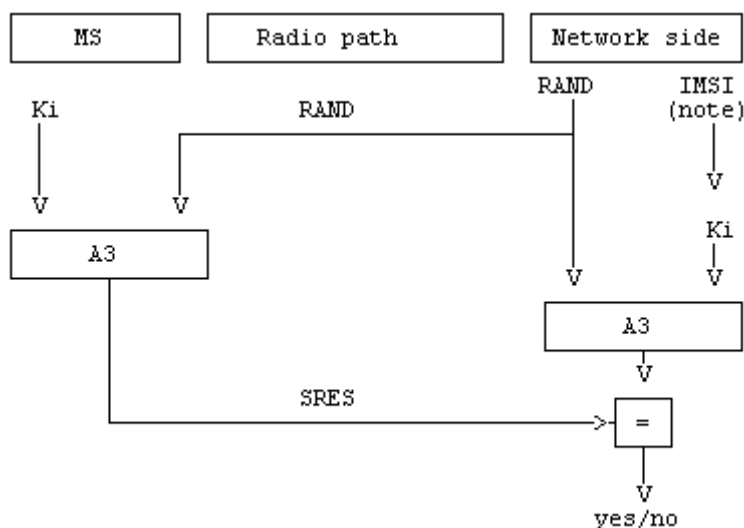 MS
Radio path
Network side
RAND
IMSI
(note)
Ki
RAND
Ki
A3
A3
SRES
=
yes/no